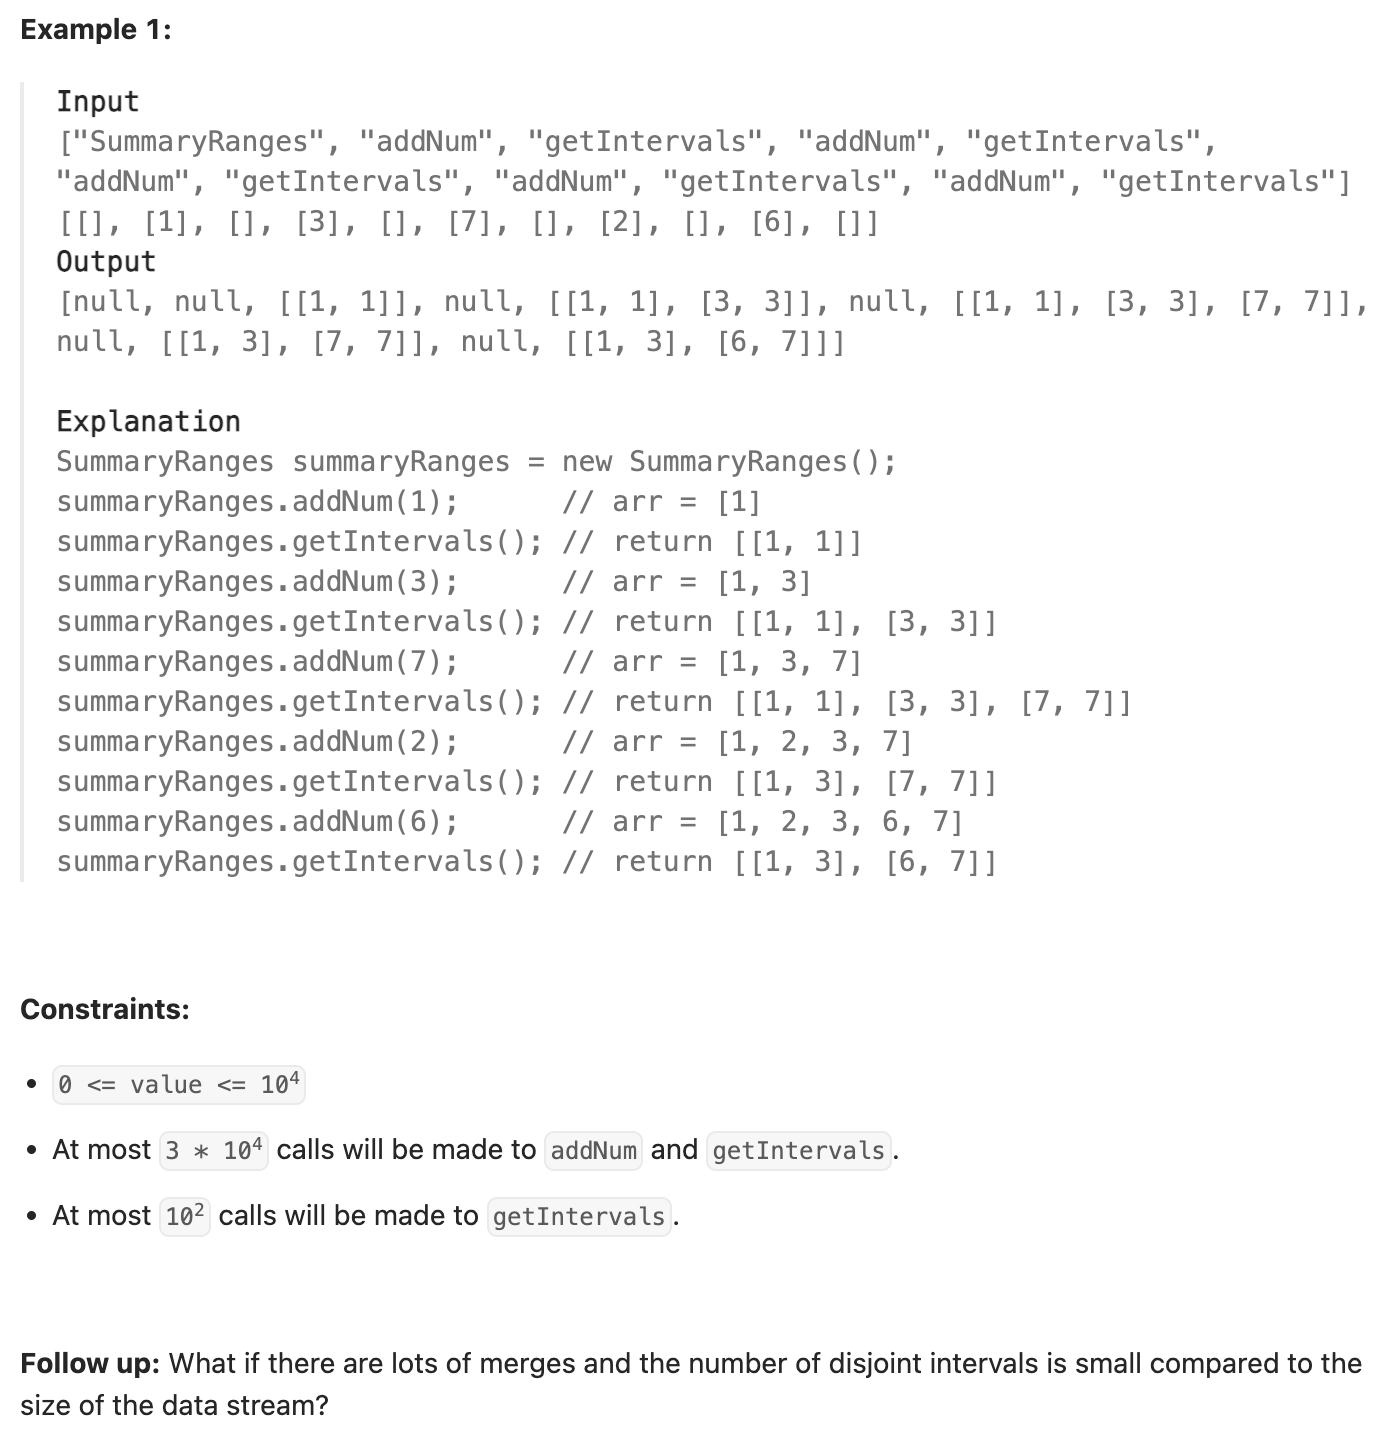 Example 1:
Input
["SummaryRanges", "addNum", "getIntervals", "addNum", "getIntervals",
"addNum", "getIntervals", "addNum", "getIntervals", "addNum", "getIntervals"]
[[], [1], [], [3], [], [7], [], [2], [], [6], []]
Output
[null, null, [[1, 1]], null, [[1, 1], [3, 3]], null, [[1, 1], [3, 3], [7, 7]],
null, [[1, 3], [7, 7]], null, [[1, 3], [6, 7]]]
Explanation
SummaryRanges summaryRanges = new SummaryRanges();
summaryRanges.addNum(1);      // arr = [1]
summaryRanges.getIntervals(); // return [[1, 1]]
summaryRanges.addNum(3);      // arr = [1, 3]
summaryRanges.getIntervals(); // return [[1, 1], [3, 3]]
summaryRanges.addNum(7);      // arr = [1, 3, 7]
summaryRanges.getIntervals(); // return [[1, 1], [3, 3], [7, 7]]
summaryRanges.addNum(2);      // arr = [1, 2, 3, 7]
summaryRanges.getIntervals(); // return [[1, 3], [7, 7]]
summaryRanges.addNum(6);      // arr = [1, 2, 3, 6, 7]
summaryRanges.getIntervals(); // return [[1, 3], [6, 7]]
Constraints:
• 0 <= value <= 10⁴
• At most 3 * 10⁴ calls will be made to addNum and getIntervals.
• At most 10² calls will be made to getIntervals.
Follow up: What if there are lots of merges and the number of disjoint intervals is small compared to the
size of the data stream?